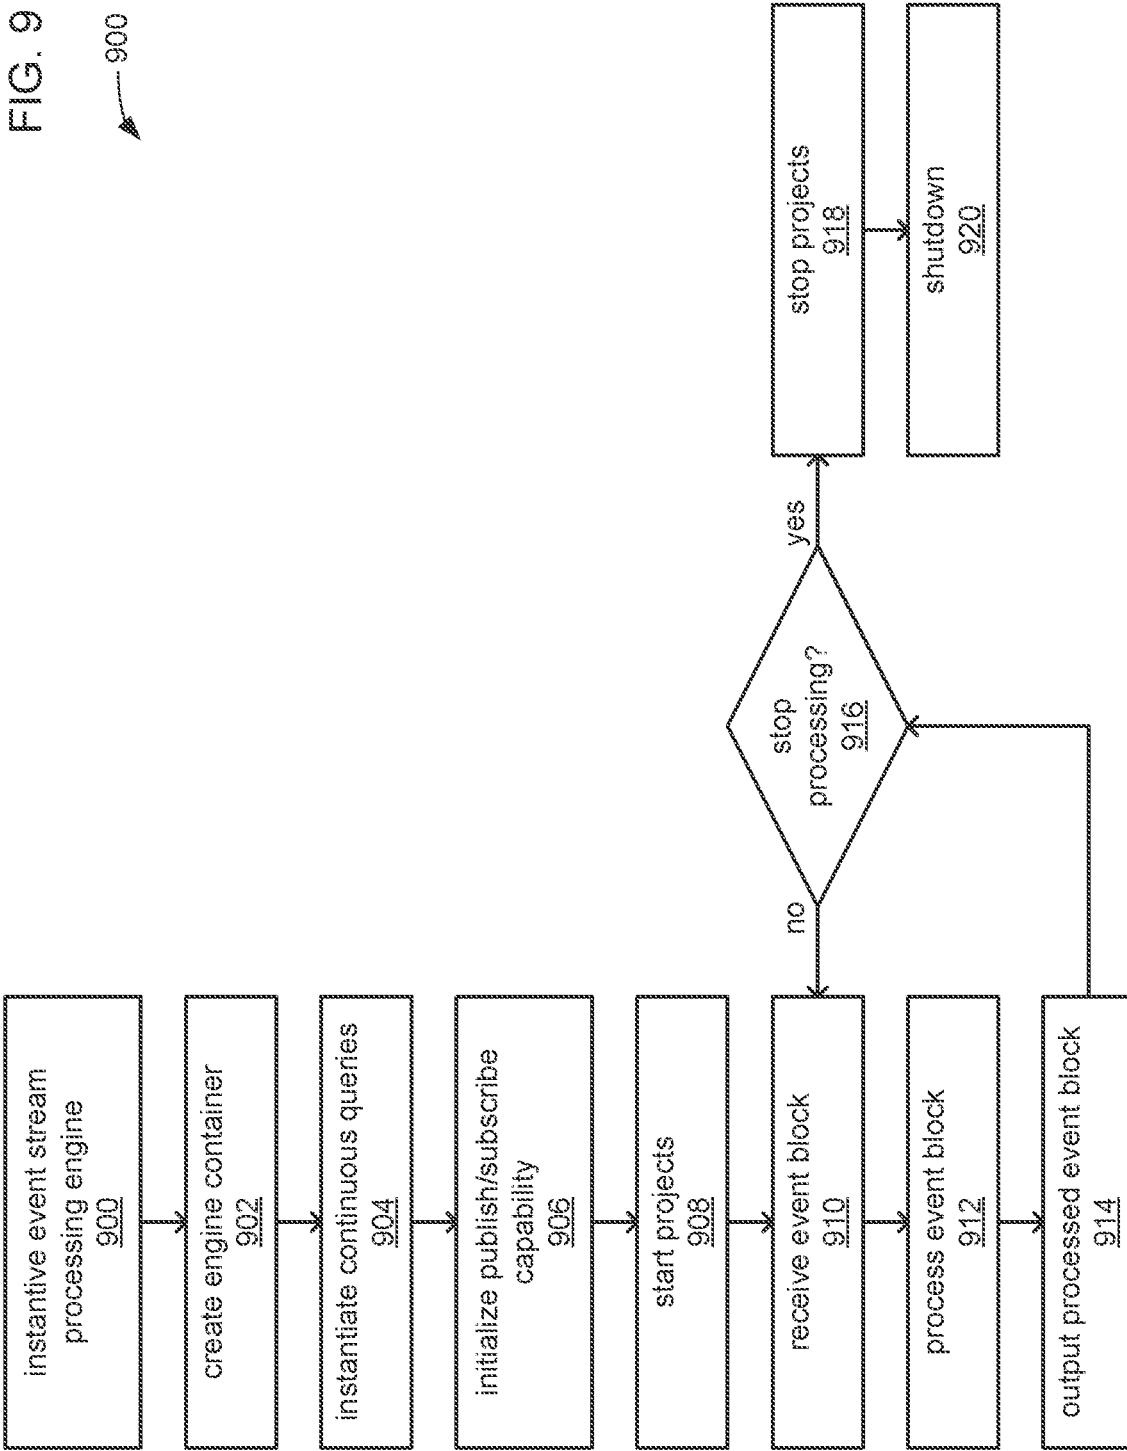 FIG. 9
900
instantive event stream
processing engine
900
create engine container
902
instantiate continuous queries
904
initialize publish/subscribe
capability
906
start projects
908
receive event block
910
process event block
912
output processed event block
914
no
stop
processing?
916
yes
stop projects
918
shutdown
920